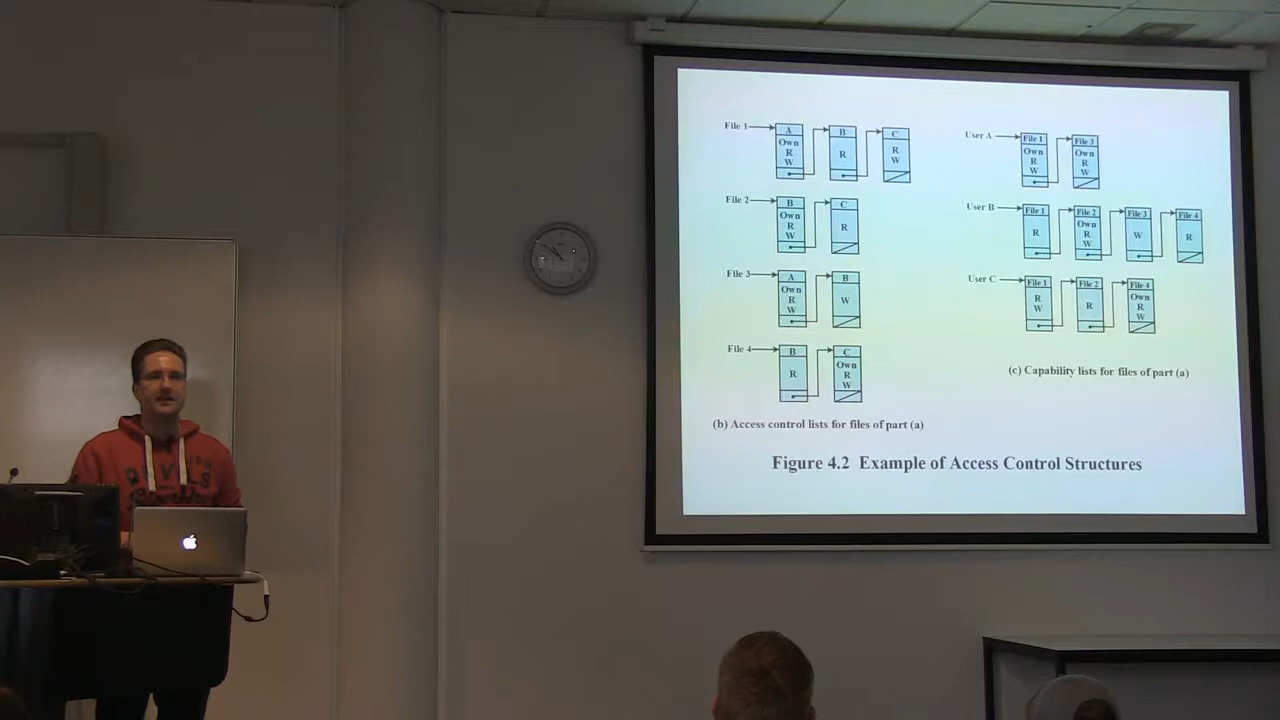 File 1
A
Own
R
W
B
R
C
R
W
File 2
B
Own
R
W
C
R
File 3
A
Own
R
W
B
W
File 4
B
R
C
Own
R
W
(b) Access control lists for files of part (a)
User A
File 1
Own
R
W
File 3
Own
R
W
User B
File 1
R
File 2
Own
R
W
File 3
W
File 4
R
User C
File 1
R
W
File 2
R
File 4
Own
R
W
(c) Capability lists for files of part (a)
Figure 4.2 Example of Access Control Structures